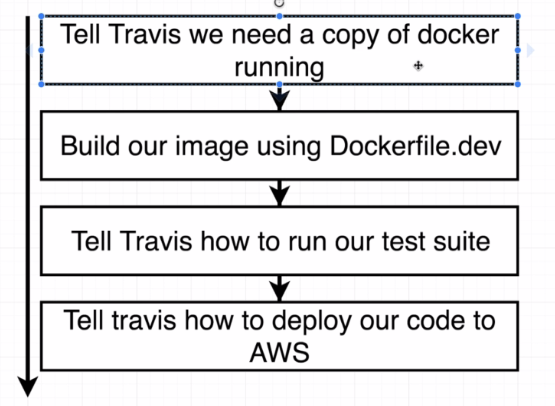 Tell Travis we need a copy of docker
running
Build our image using Dockerfile.dev
Tell Travis how to run our test suite
Tell travis how to deploy our code to
AWS